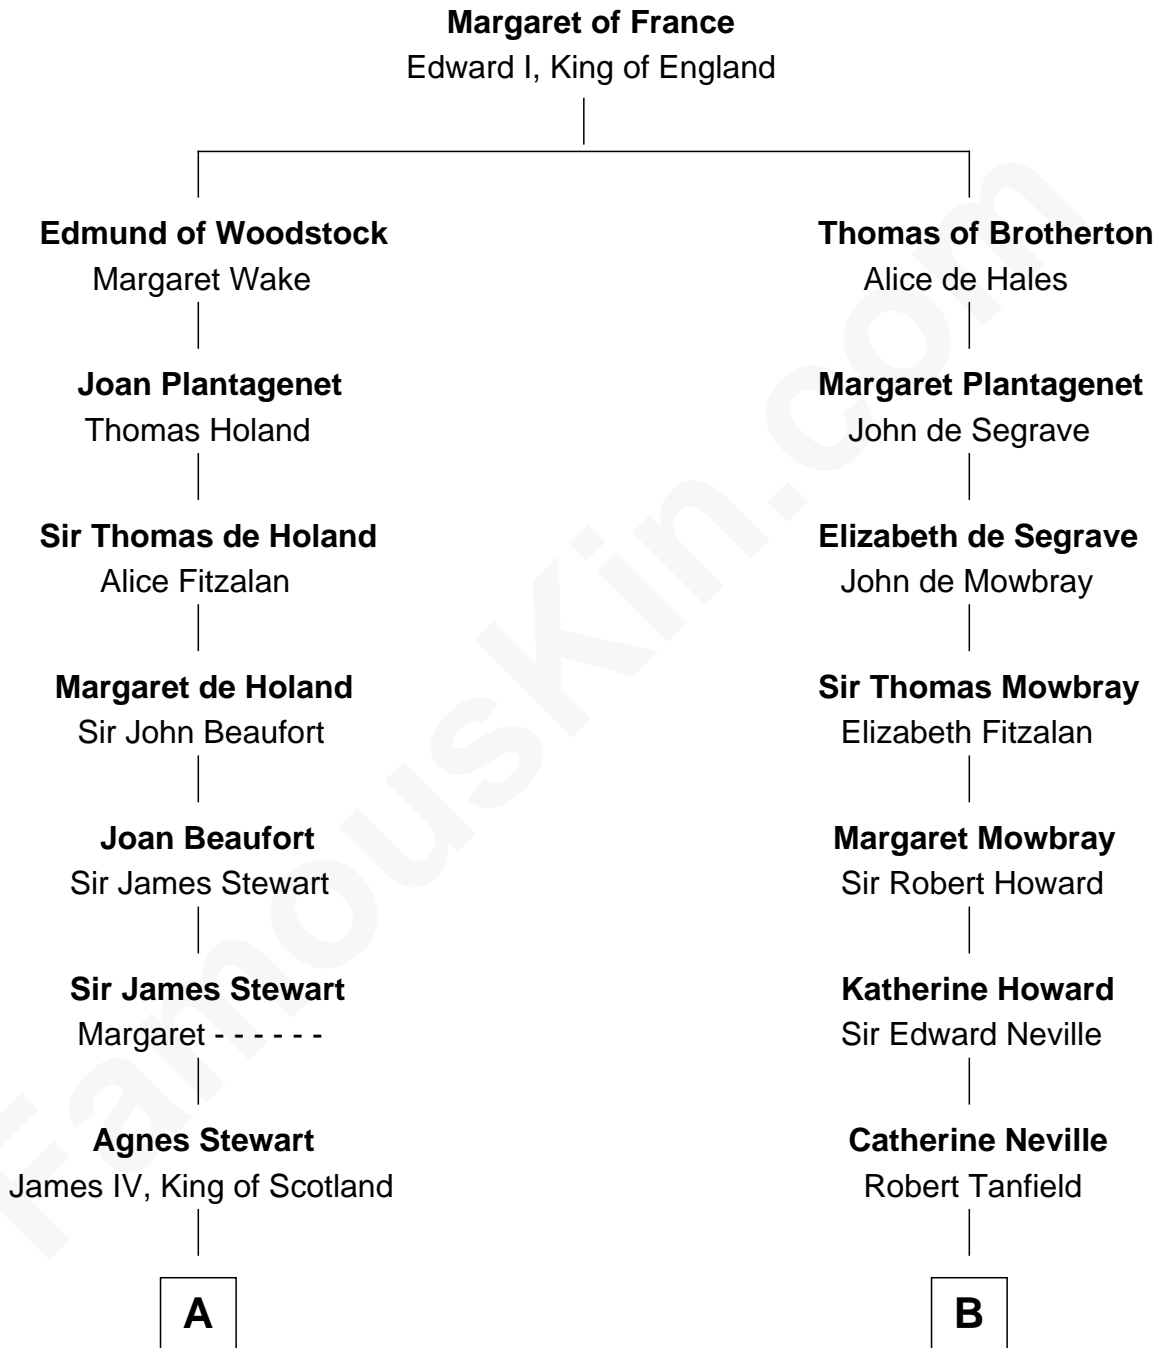 Margaret of France
Edward I, King of England
Edmund of Woodstock
Margaret Wake
Thomas of Brotherton
Alice de Hales
Joan Plantagenet
Thomas Holand
Margaret Plantagenet
John de Segrave
Sir Thomas de Holand
Alice Fitzalan
Elizabeth de Segrave
John de Mowbray
Margaret de Holand
Sir John Beaufort
Sir Thomas Mowbray
Elizabeth Fitzalan
Joan Beaufort
Sir James Stewart
Margaret Mowbray
Sir Robert Howard
Sir James Stewart
Margaret - - - - - -
Katherine Howard
Sir Edward Neville
Agnes Stewart
James IV, King of Scotland
Catherine Neville
Robert Tanfield
A
B
FamousKin.com